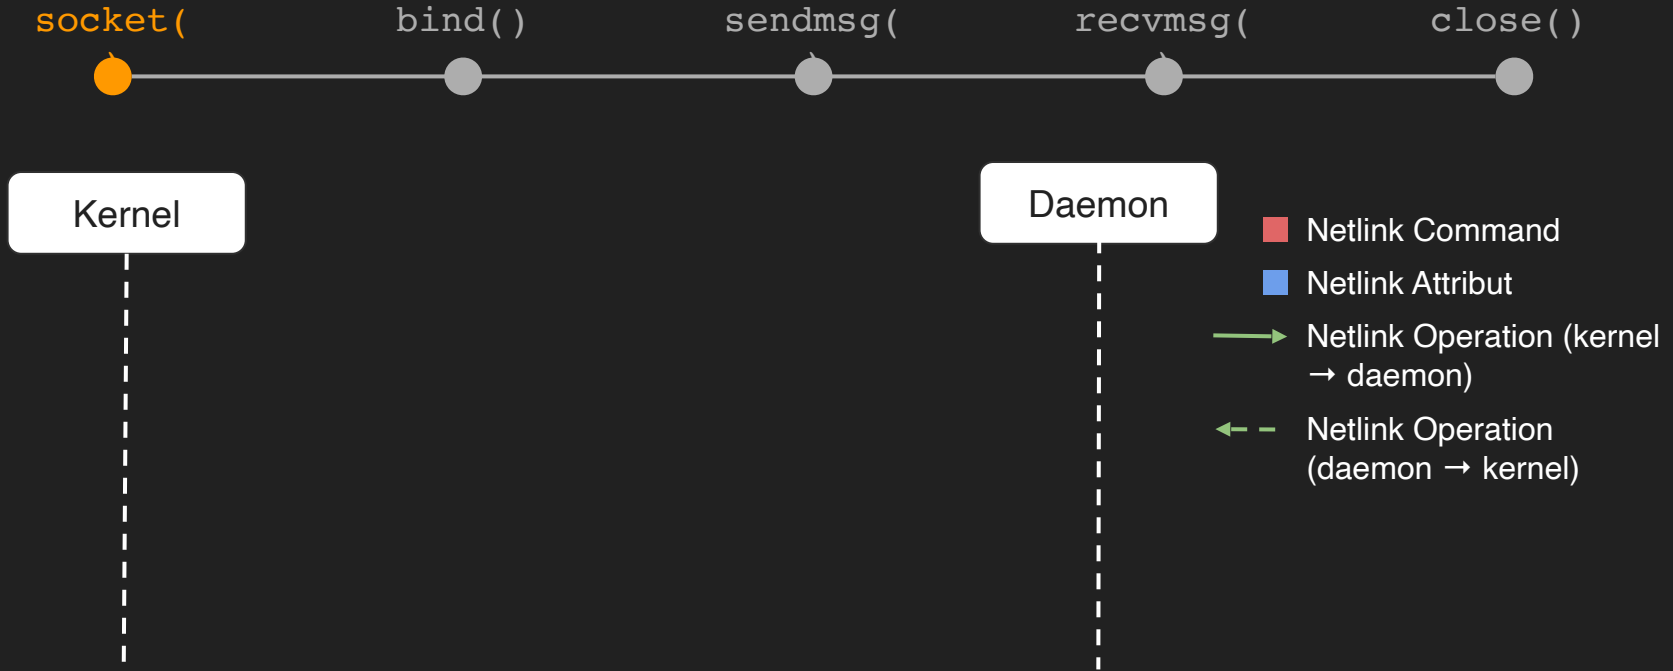 socket( bind() sendmsg( recvmsg( close()
)
)
)
Kernel
Daemon
Netlink Command
Netlink Attribut
Netlink Operation (kernel
→ daemon)
Netlink Operation
(daemon → kernel)